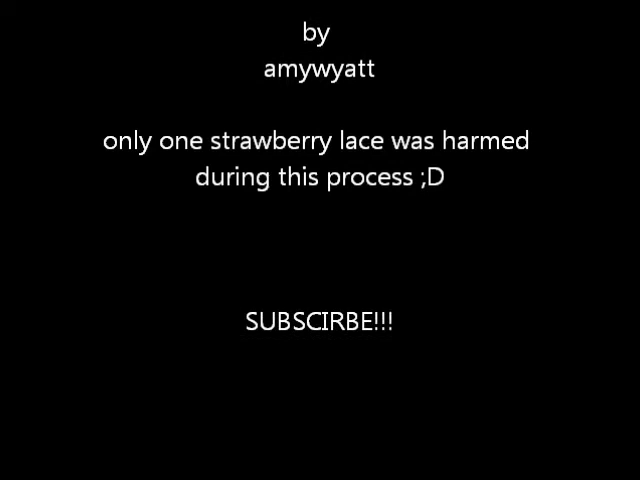 by
amywyatt
only one strawberry lace was harmed
during this process ;D
SUBSCIRBE!!!